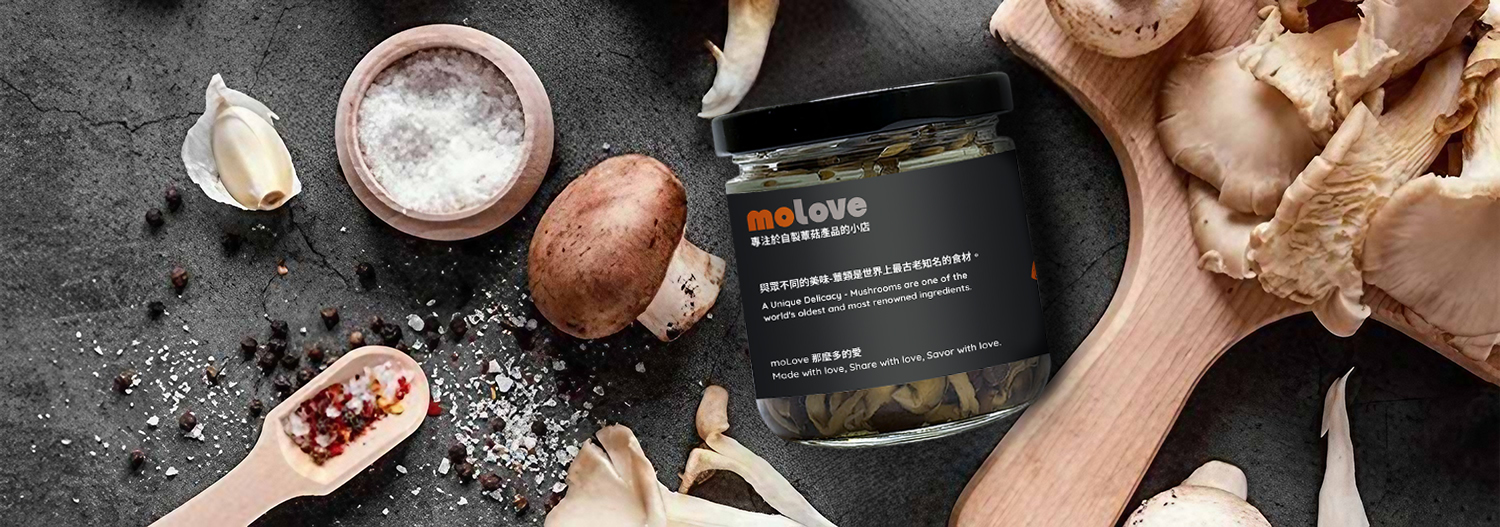 moLove
專注於自製蕈菇產品的小店
與眾不同的美味-蕈類是世界上最古老知名的食材。
A Unique Delicacy - Mushrooms are one of the
world's oldest and most renowned ingredients.
moLove 那麼多的愛
Made with love, Share with love, Savor with love.